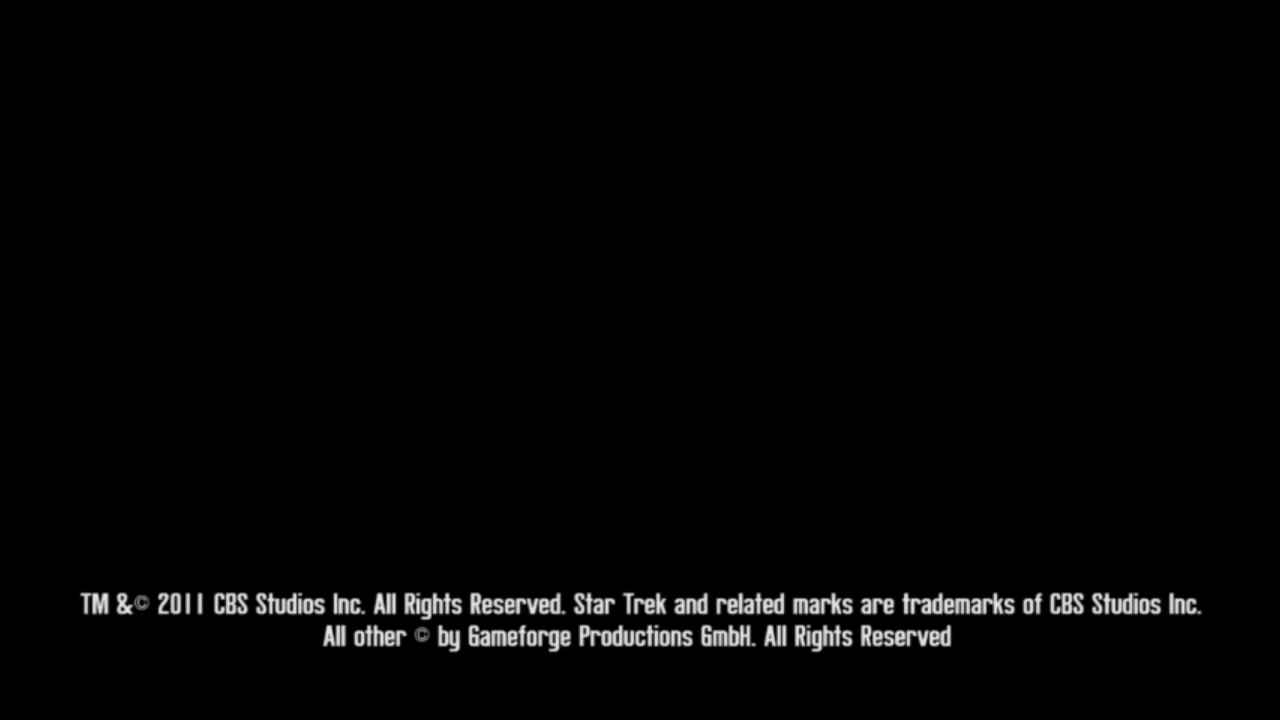 TM &© 2011 CBS Studios Inc. All Rights Reserved. Star Trek and related marks are trademarks of CBS Studios Inc.
All other © by Gameforge Productions GmbH. All Rights Reserved